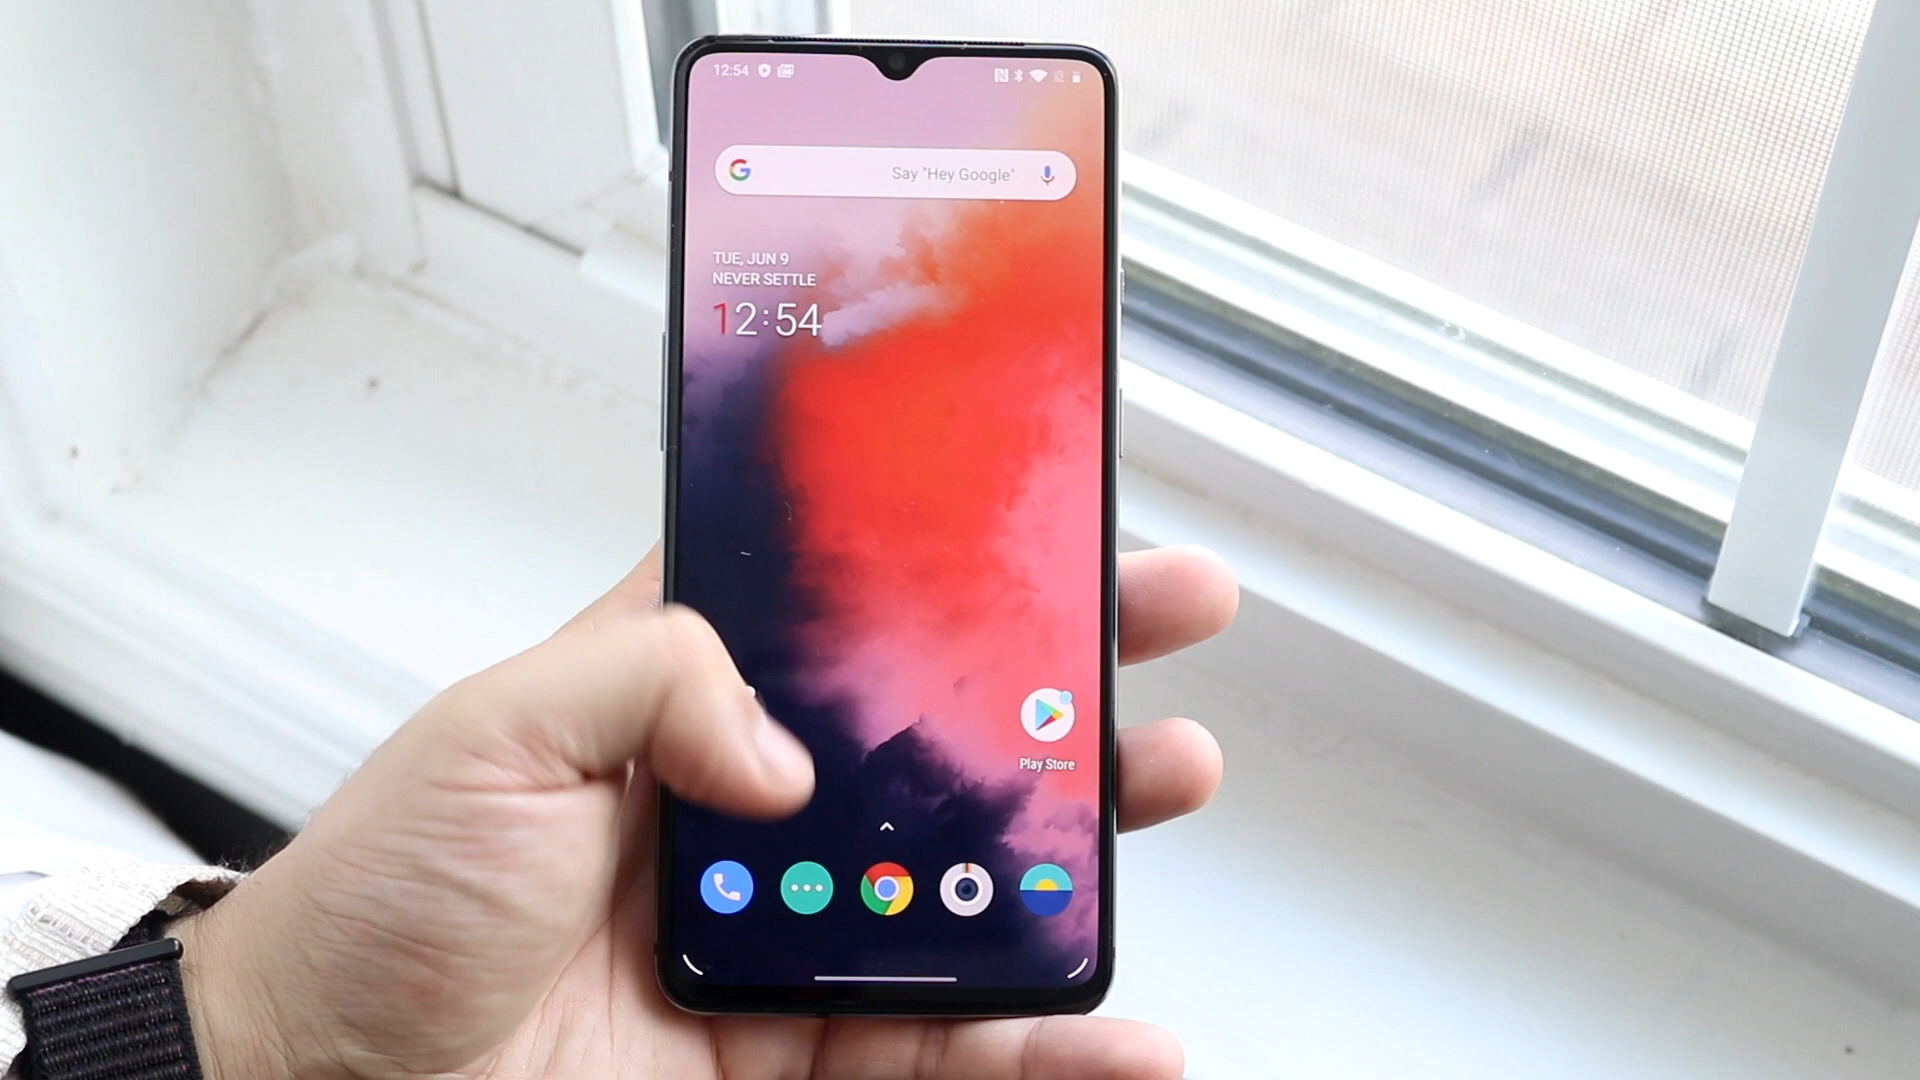 12:54
Say "Hey Google"
TUE, JUN 9
NEVER SETTLE
12:54
Play Store